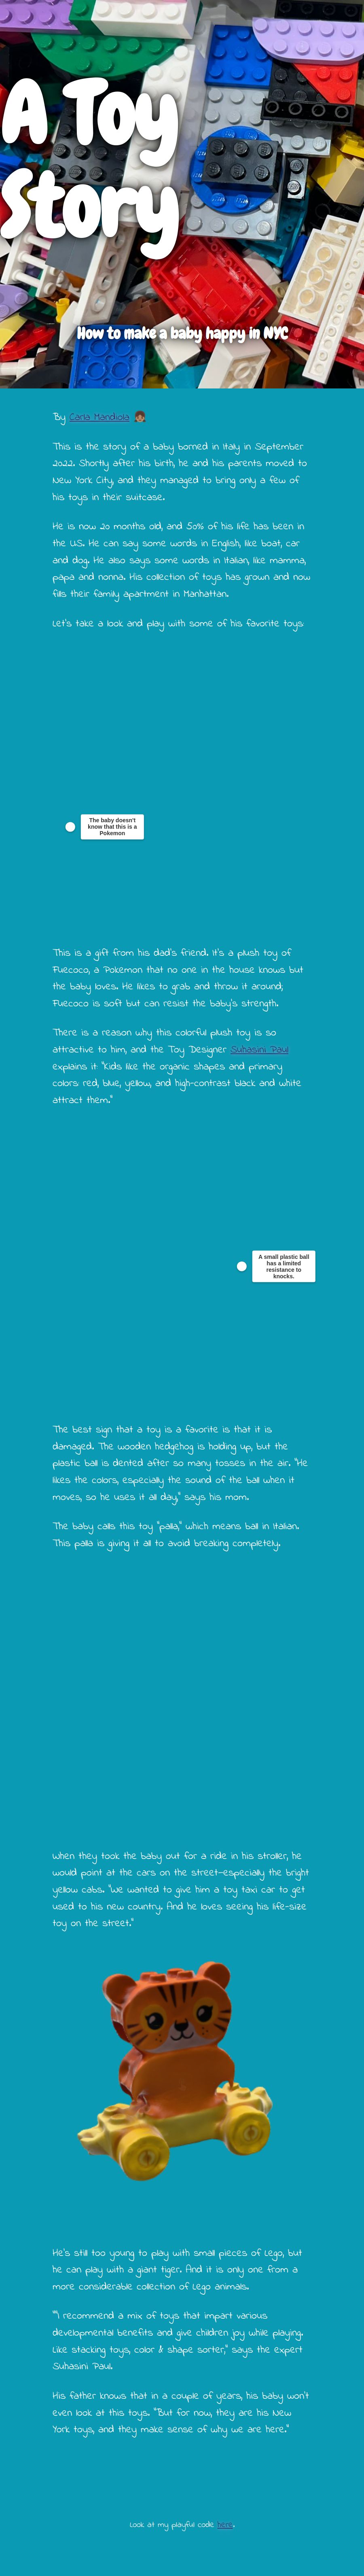 A Toy
Story
How to make a baby happy in NYC
By Carla Mandiola 👧🏽
This is the story of a baby borned in Italy in September
2022. Shortly after his birth, he and his parents moved to
New York City, and they managed to bring only a few of
his toys in their suitcase.
He is now 20 months old, and 50% of his life has been in
the U.S. He can say some words in English, like boat, car
and dog. He also says some words in Italian, like mamma,
papa and nonna. His collection of toys has grown and now
fills their family apartment in Manhattan.
Let's take a look and play with some of his favorite toys:
The baby doesn't
know that this is a
Pokemon
This is a gift from his dad's friend. It's a plush toy of
Fuecoco, a Pokemon that no one in the house knows but
the baby loves. He likes to grab and throw it around;
Fuecoco is soft but can resist the baby's strength.
There is a reason why this colorful plush toy is so
attractive to him, and the Toy Designer Suhasini Paul
explains it "Kids like the organic shapes and primary
colors: red, blue, yellow, and high-contrast black and white
attract them."
A small plastic ball
has a limited
resistance to
knocks.
The best sign that a toy is a favorite is that it is
damaged. The wooden hedgehog is holding up, but the
plastic ball is dented after so many tosses in the air. "He
likes the colors, especially the sound of the ball when it
moves, so he uses it all day," says his mom.
The baby calls this toy "palla," which means ball in Italian.
This palla is giving it all to avoid breaking completely.
When they took the baby out for a ride in his stroller, he
would point at the cars on the street—especially the bright
yellow cabs. "We wanted to give him a toy taxi car to get
used to his new country. And he loves seeing his life-size
toy on the street."
He's still too young to play with small pieces of Lego, but
he can play with a giant tiger. And it is only one from a
more considerable collection of Lego animals.
"I recommend a mix of toys that impart various
developmental benefits and give children joy while playing.
Like stacking toys, color & shape sorter," says the expert
Suhasini Paul.
His father knows that in a couple of years, his baby won't
even look at this toys. "But for now, they are his New
York toys, and they make sense of why we are here."
Look at my playful code here.